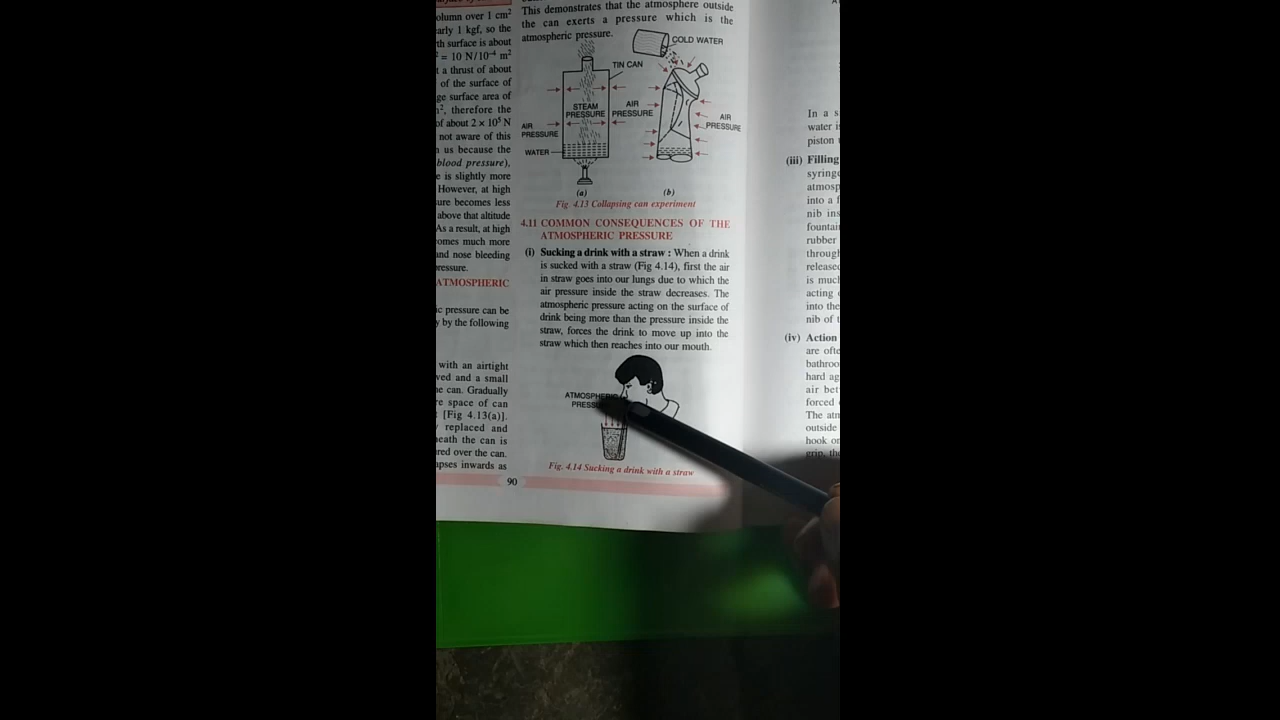 olumn over 1 cm²
early 1 kgf, so the
th surface is about
² = 10 N/10⁻⁴ m²
t a thrust of about
of the surface of
ge surface area of
m², therefore the
of about 2 × 10⁵ N
not aware of this
n us because the
blood pressure),
e is slightly more
However, at high
ure becomes less
above that altitude
As a result, at high
omes much more
and nose bleeding
ressure.
ATMOSPHERIC
ic pressure can be
y by the following
with an airtight
ved and a small
he can. Gradually
re space of can
[Fig 4.13(a)].
replaced and
neath the can is
red over the can.
apses inwards as
This demonstrates that the atmosphere outside
the can exerts a pressure which is the
atmospheric pressure.
COLD WATER
TIN CAN
STEAM
PRESSURE
AIR
PRESSURE
AIR
PRESSURE
AIR
PRESSURE
WATER
(a)
(b)
Fig. 4.13 Collapsing can experiment
4.11 COMMON CONSEQUENCES OF THE
ATMOSPHERIC PRESSURE
(i) Sucking a drink with a straw : When a drink
is sucked with a straw (Fig 4.14), first the air
in straw goes into our lungs due to which the
air pressure inside the straw decreases. The
atmospheric pressure acting on the surface of
drink being more than the pressure inside the
straw, forces the drink to move up into the
straw which then reaches into our mouth.
ATMOSPHERIC
PRESSU
Fig. 4.14 Sucking a drink with a straw
90
In a s
water is
piston
(iii) Filling
syringe
atmosp
into a f
nib ins
fountai
rubber
through
released
is muc
acting
into the
nib of t
(iv) Action
are ofte
bathroo
hard ag
air bet
forced
The atm
outside
hook or
grip, the